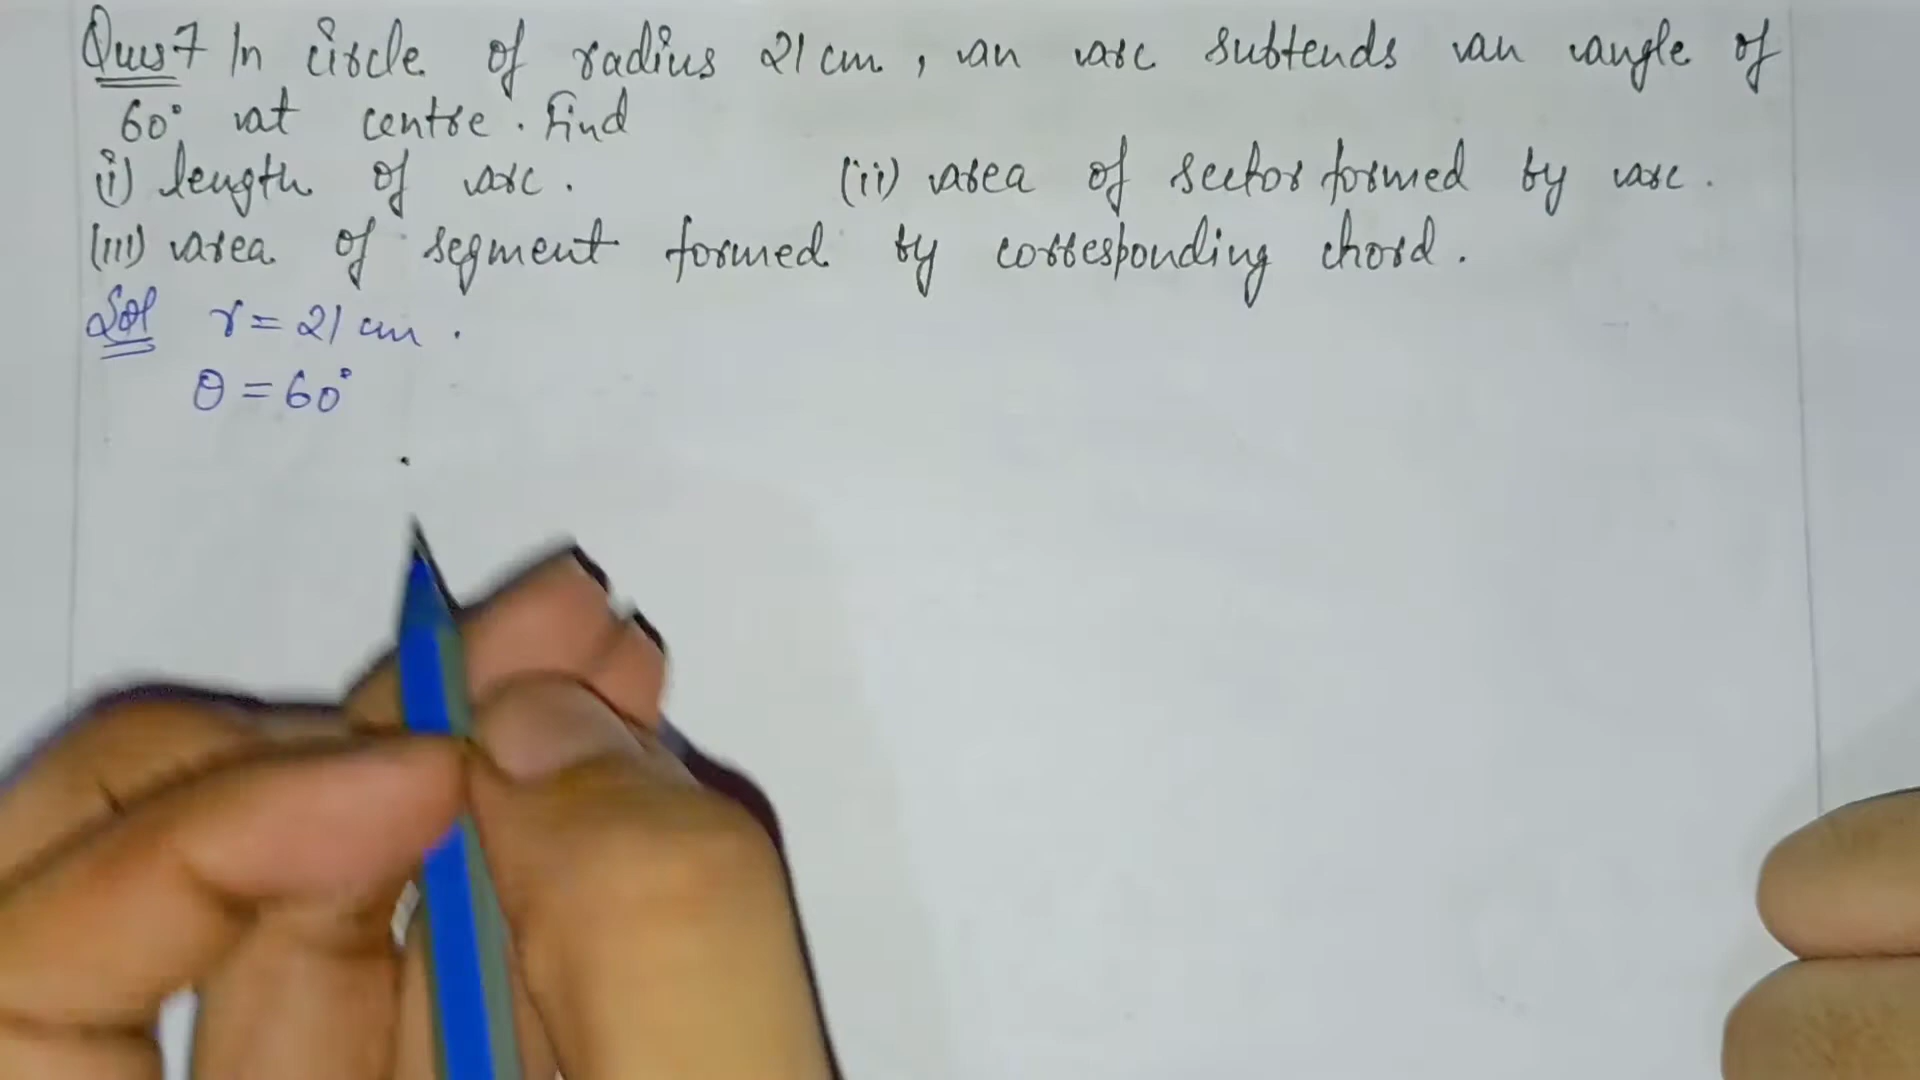 Ques 7 In circle of radius 21 cm, an arc subtends an angle of
60° at centre. Find
(i) length of arc. (ii) area of sector formed by arc.
(iii) area of segment formed by corresponding chord.
Sol r = 21 cm.
θ = 60°